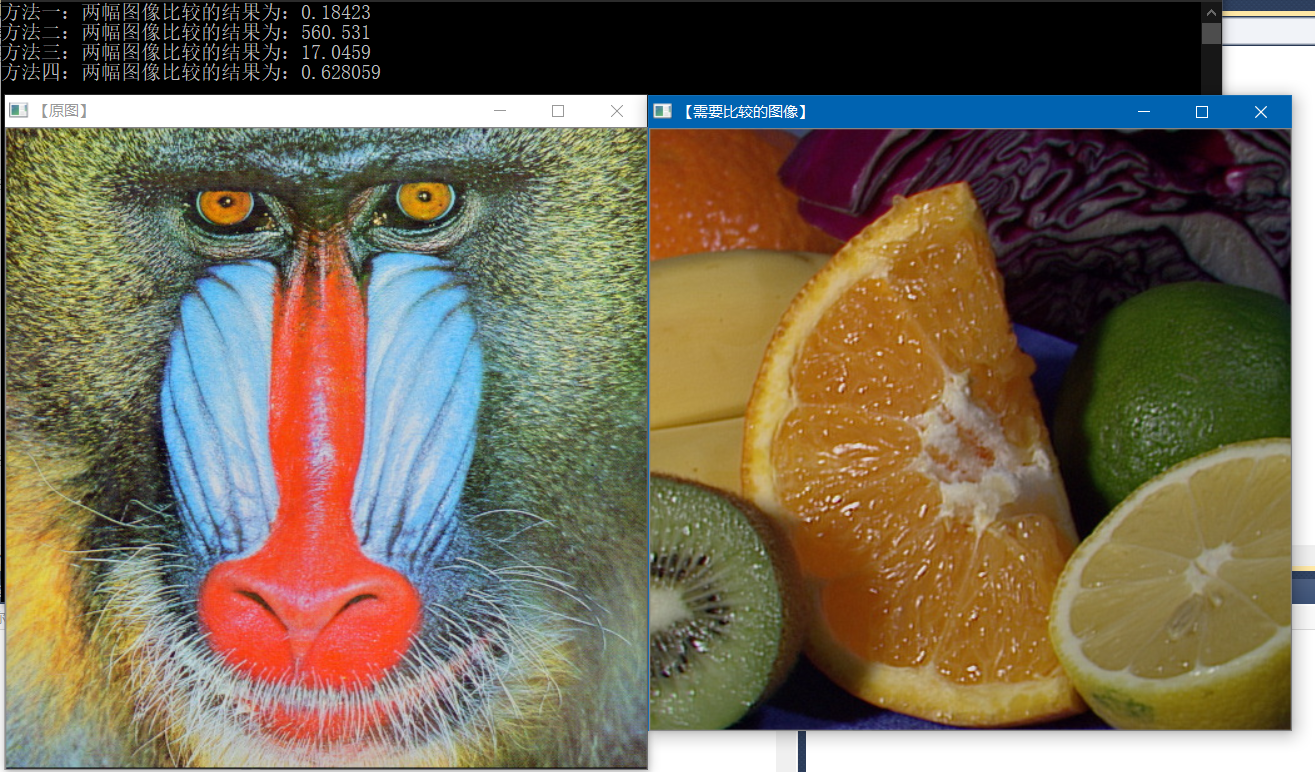 方法一：两幅图像比较的结果为：0.18423
方法二：两幅图像比较的结果为：560.531
方法三：两幅图像比较的结果为：17.0459
方法四：两幅图像比较的结果为：0.628059
【原图】
【需要比较的图像】